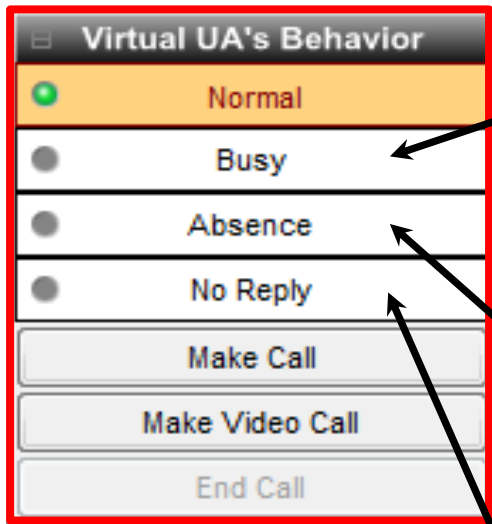 Virtual UA's Behavior
Normal
Busy
Absence
No Reply
Make Call
Make Video Call
End Call